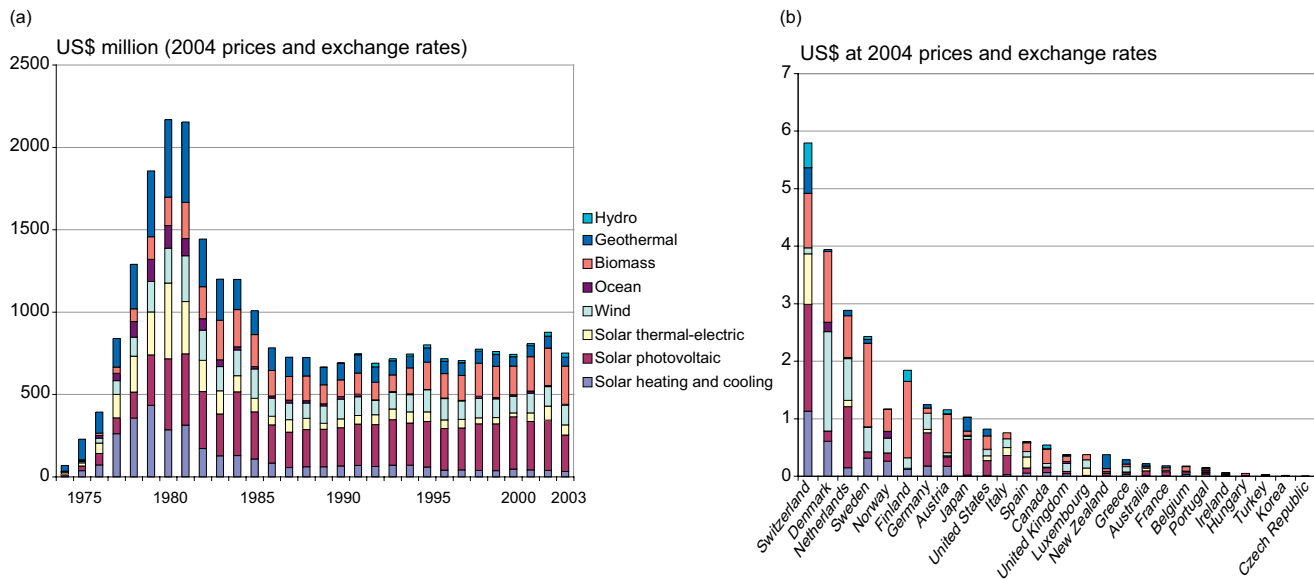 (a)
US$ million (2004 prices and exchange rates)
2500
2000
1500
1000
500
0
1975
1980
1985
1990
1995
2000
2003
Hydro
Geothermal
Biomass
Ocean
Wind
Solar thermal-electric
Solar photovoltaic
Solar heating and cooling
(b)
US$ at 2004 prices and exchange rates
7
6
5
4
3
2
1
0
Switzerland
Denmark
Netherlands
Sweden
Norway
Finland
Germany
Austria
Japan
United States
Italy
Spain
Canada
United Kingdom
Luxembourg
New Zealand
Greece
Australia
France
Belgium
Portugal
Ireland
Hungary
Turkey
Korea
Czech Republic